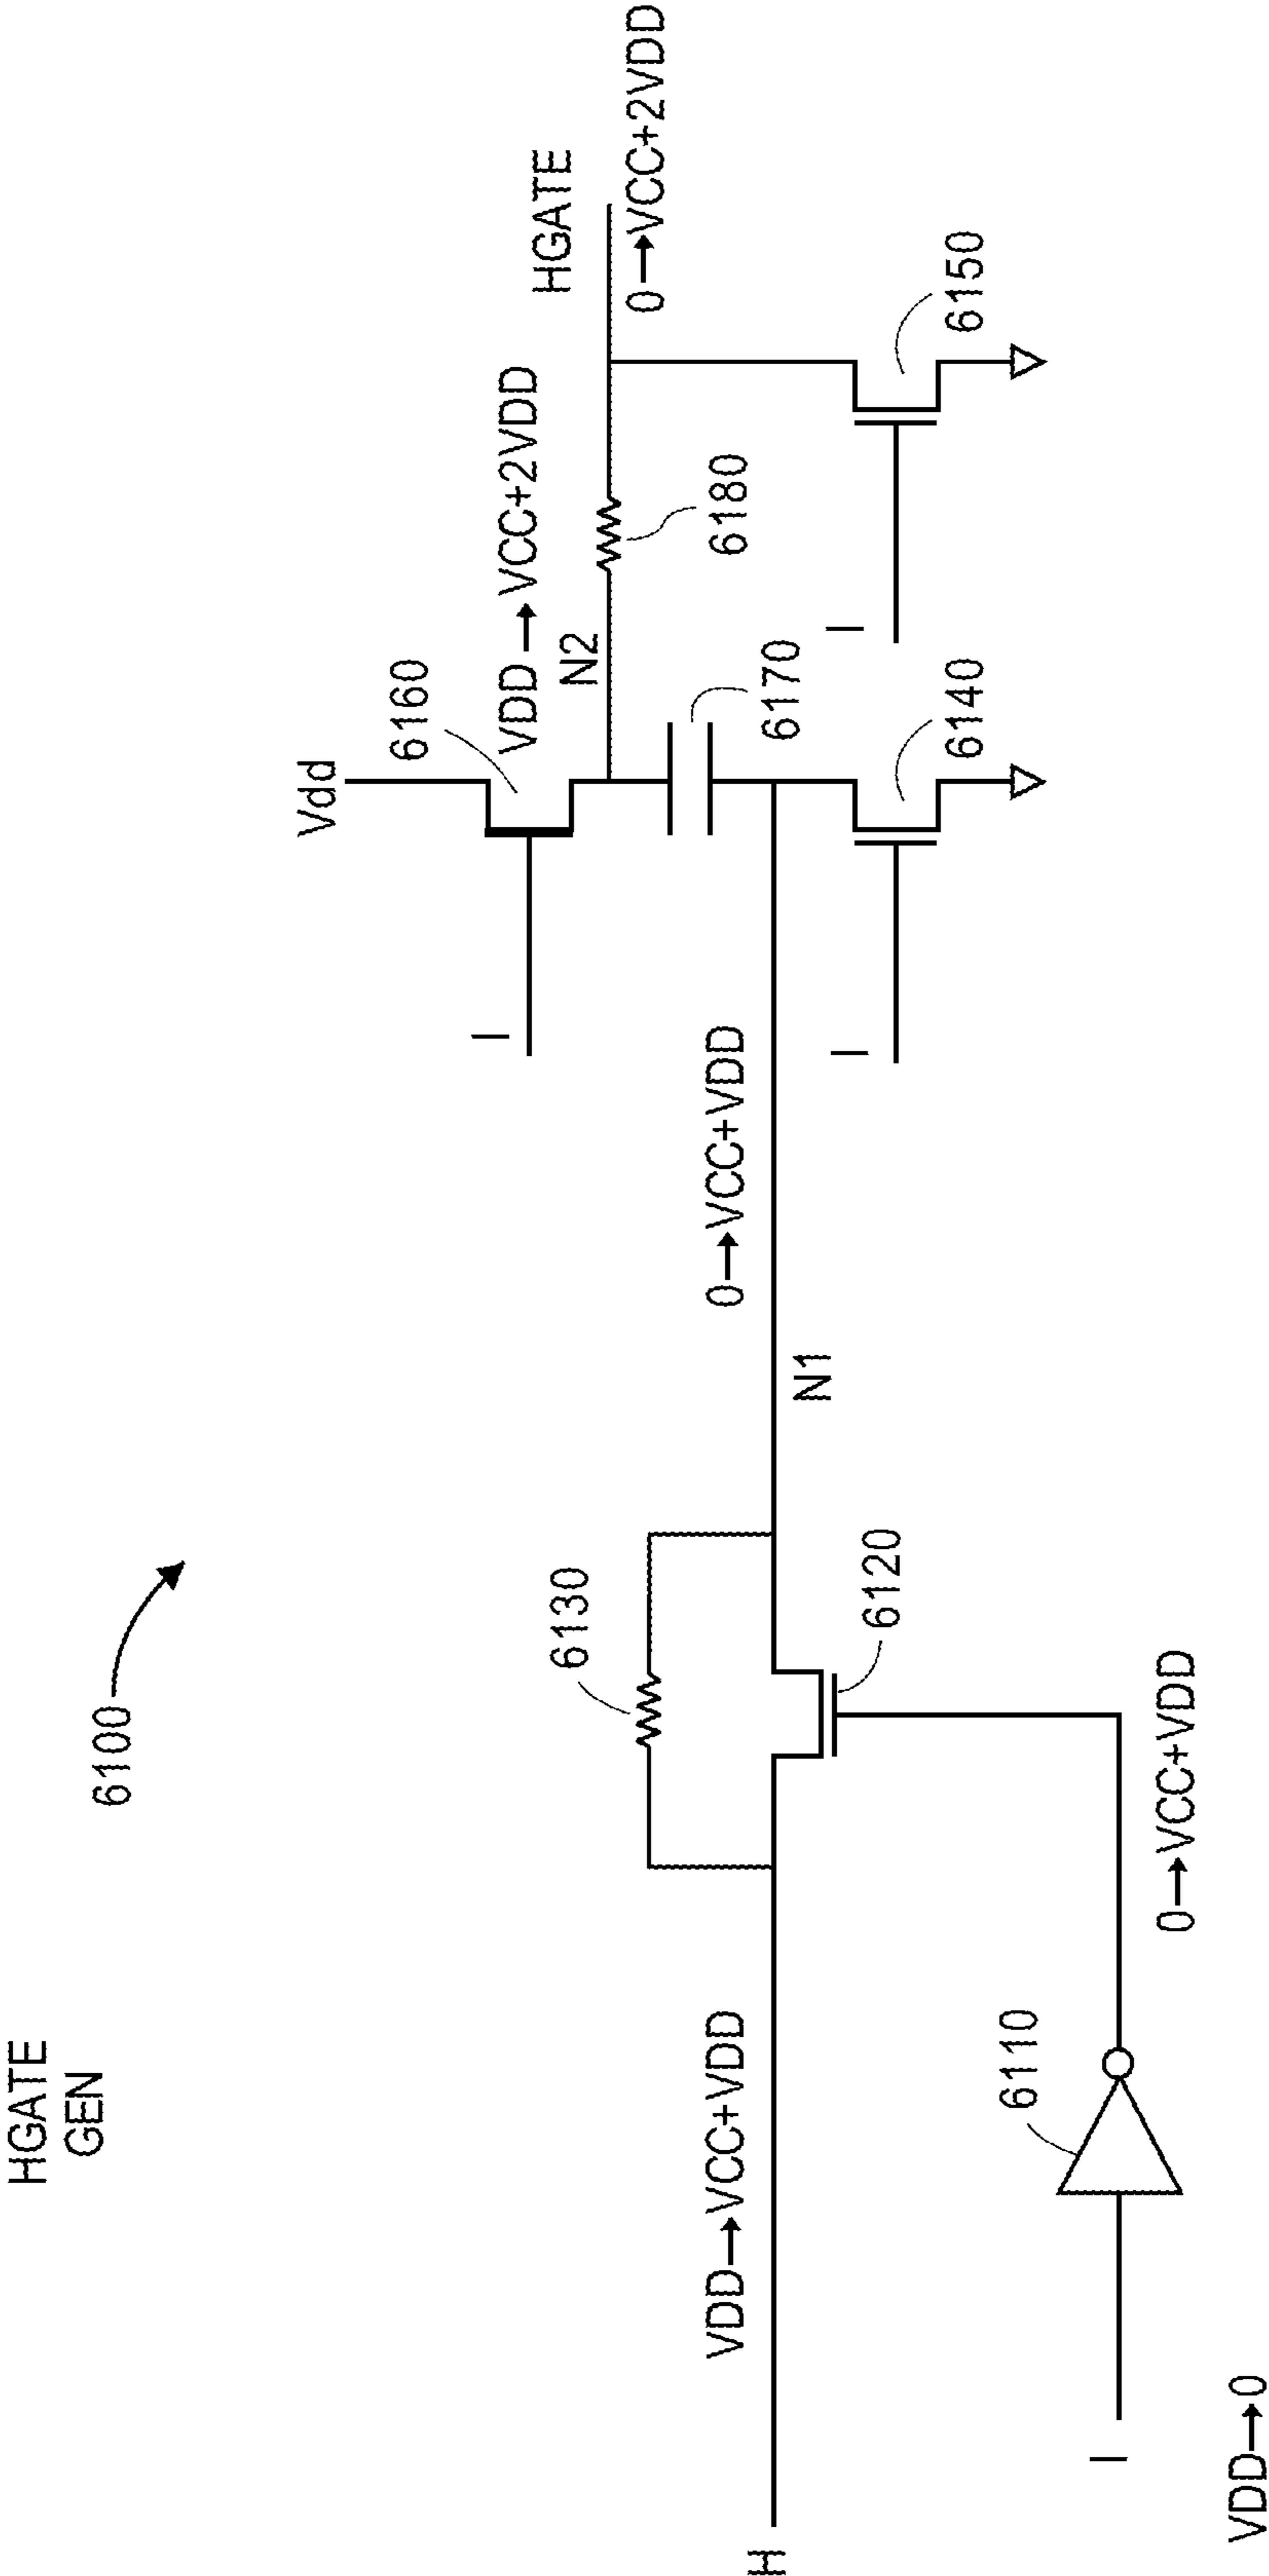 HGATE
GEN
6100
Vdd
6160
VDD→VCC+2VDD
HGATE
N2
0→VCC+2VDD
6180
I
6130
6170
VDD→VCC+VDD
0→VCC+VDD
H
N1
I
I
6120
6140
6150
6110
I
0→VCC+VDD
VDD→0